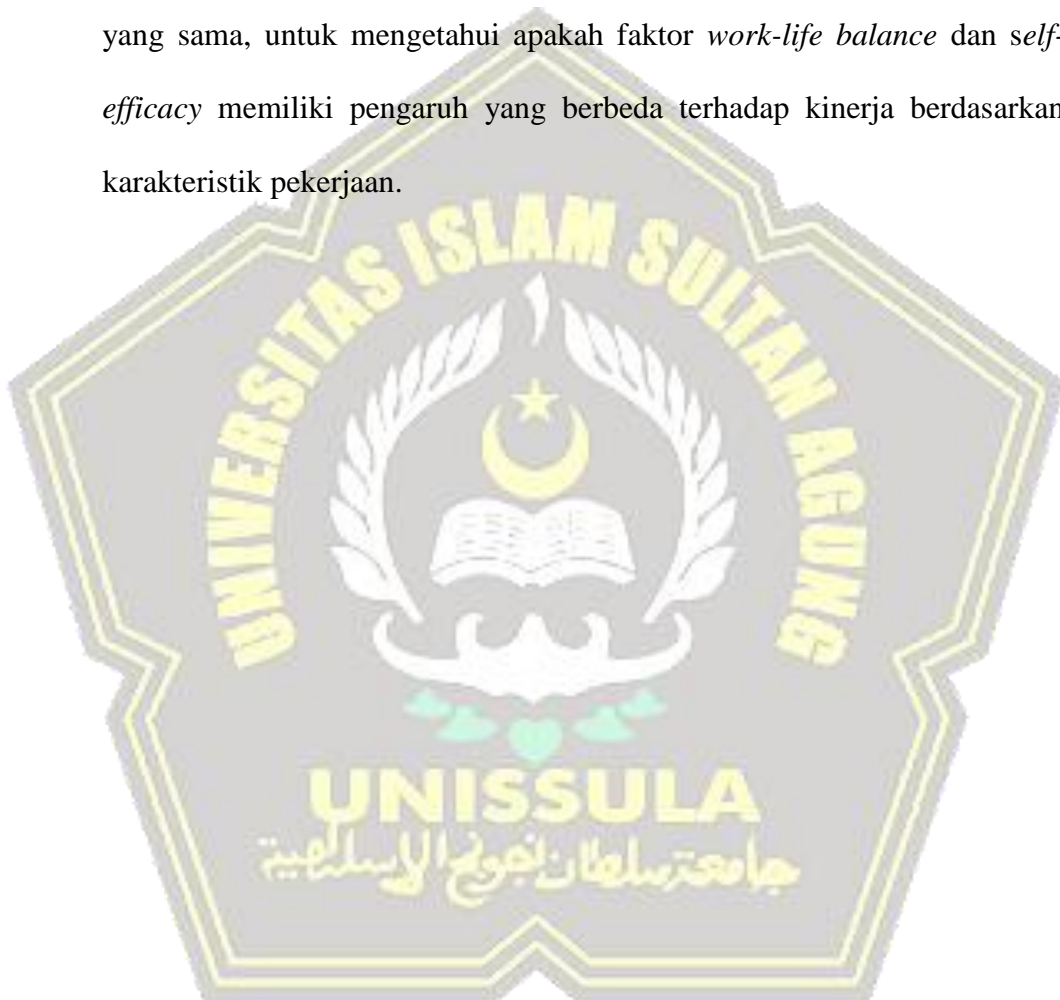 yang sama, untuk mengetahui apakah faktor work-life balance dan self-
efficacy memiliki pengaruh yang berbeda terhadap kinerja berdasarkan
karakteristik pekerjaan.
UNIVERSITAS ISLAM SULTAN AGUNG
UNISSULA
جامعة سلطان أجونج الإسلامية